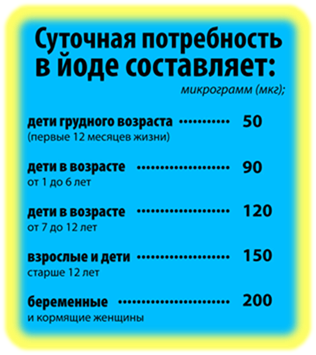 Суточная потребность
в йоде составляет:
микрограмм (мкг);
дети грудного возраста ........... 50
(первые 12 месяцев жизни)
дети в возрасте .................. 90
от 1 до 6 лет
дети в возрасте .................. 120
от 7 до 12 лет
взрослые и дети ................. 150
старше 12 лет
беременные ..................... 200
и кормящие женщины